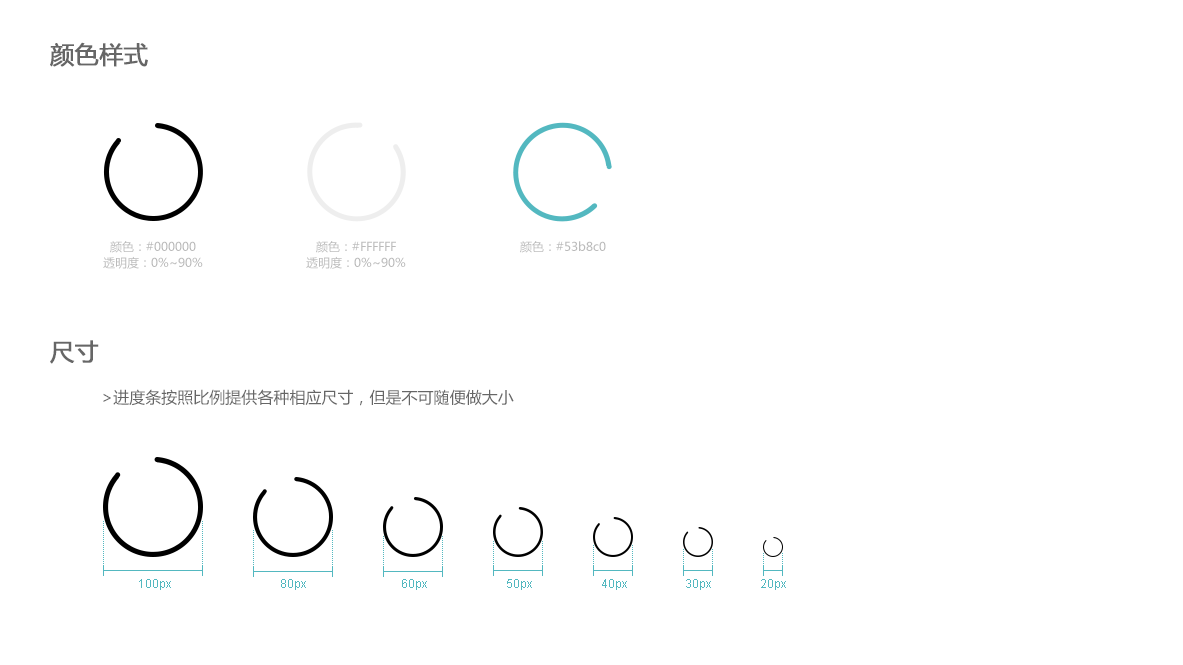 颜色样式
颜色：#000000
透明度：0%~90%
颜色：#FFFFFF
透明度：0%~90%
颜色：#53b8c0
尺寸
>进度条按照比例提供各种相应尺寸，但是不可随便做大小
100px
80px
60px
50px
40px
30px
20px